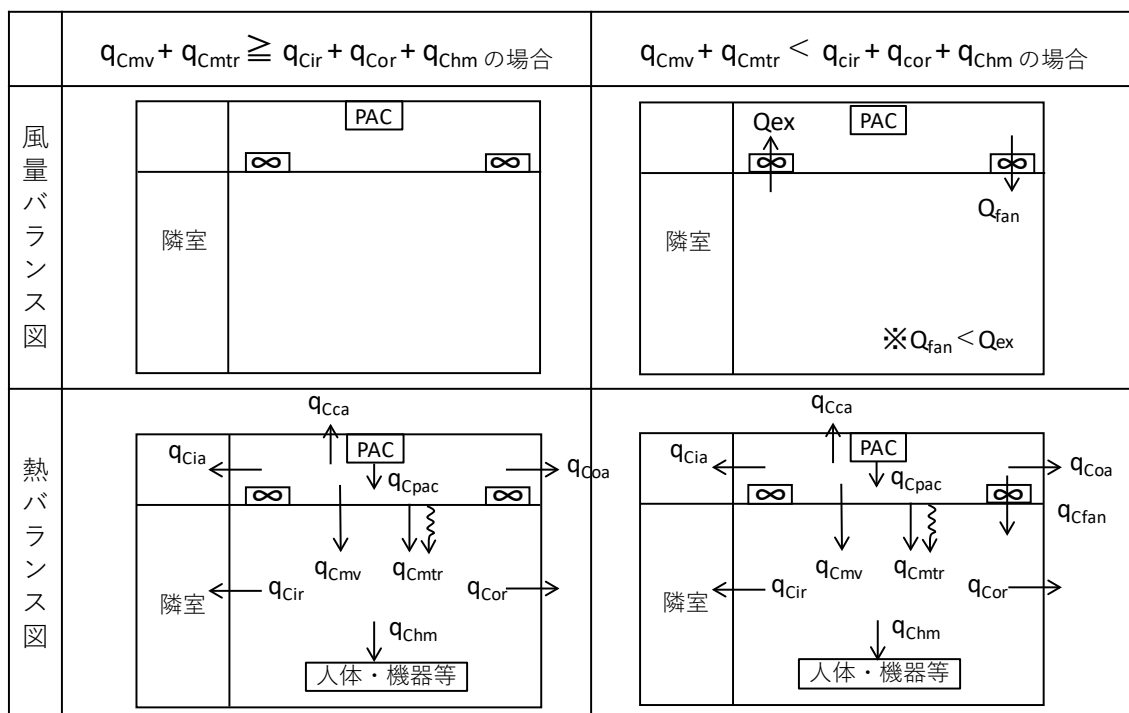 qCmv + qCmtr ≧ qCir + qCor + qChm の場合
qCmv + qCmtr < qcir + qcor + qChm の場合
風量バランス図
PAC
∞
∞
隣室
Qex
PAC
∞
∞
Qfan
隣室
※Qfan < Qex
熱バランス図
qCca
PAC
qCia
qCoa
qCpac
∞
∞
qCmv
qCmtr
qCir
qCor
隣室
qChm
人体・機器等
qCca
PAC
qCia
qCoa
qCpac
∞
∞
qCfan
qCmv
qCmtr
qCir
qCor
隣室
qChm
人体・機器等